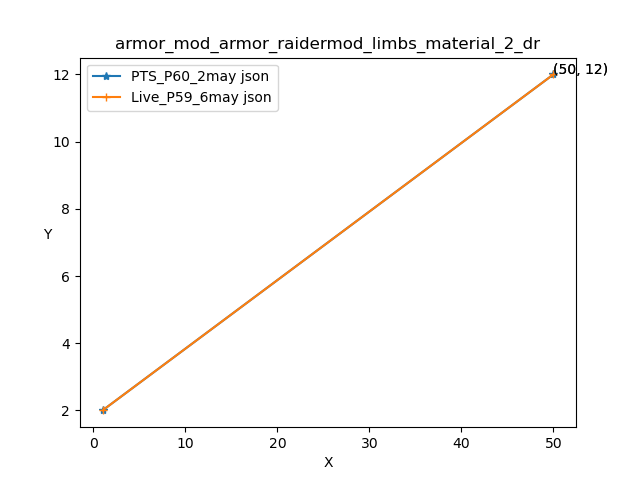 armor_mod_armor_raidermod_limbs_material_2_dr
PTS_P60_2may json
Live_P59_6may json
(50, 12)
12
10
8
6
4
2
Y
0 10 20 30 40 50
X